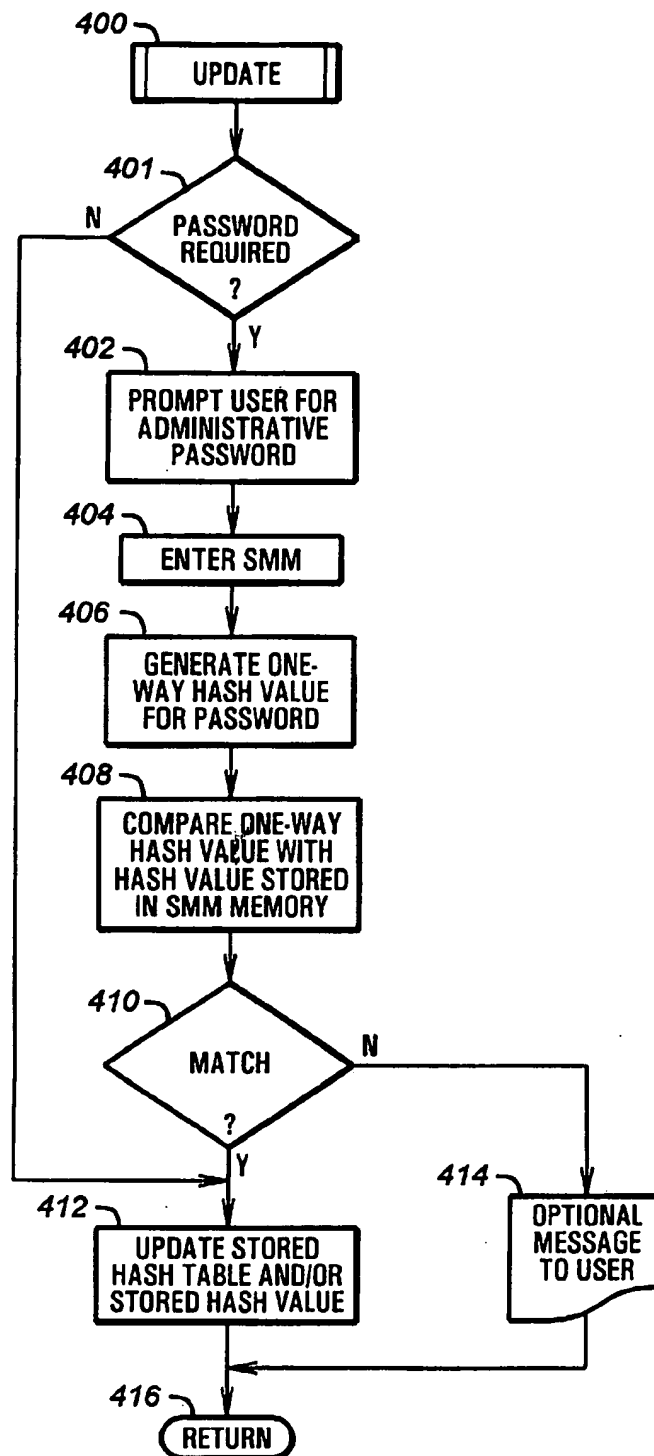 400
UPDATE
401
N
PASSWORD
REQUIRED
?
Y
402
PROMPT USER FOR
ADMINISTRATIVE
PASSWORD
404
ENTER SMM
406
GENERATE ONE-
WAY HASH VALUE
FOR PASSWORD
408
COMPARE ONE-WAY
HASH VALUE WITH
HASH VALUE STORED
IN SMM MEMORY
410
MATCH
N
?
Y
412
UPDATE STORED
HASH TABLE AND/OR
STORED HASH VALUE
414
OPTIONAL
MESSAGE
TO USER
416
RETURN